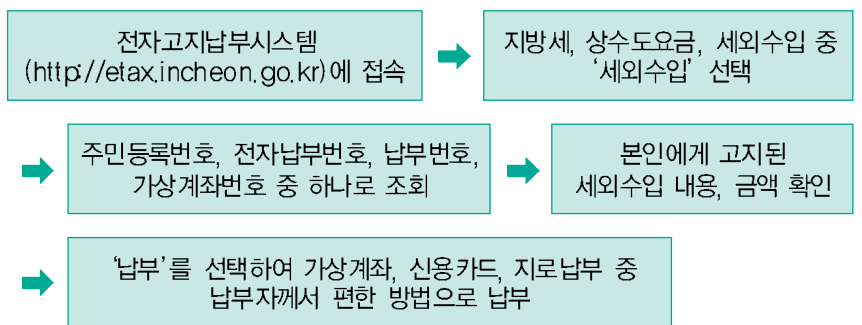 전자고지납부시스템
(http://etax.incheon.go.kr)에 접속
지방세, 상수도요금, 세외수입 중
‘세외수입’ 선택
주민등록번호, 전자납부번호, 납부번호,
가상계좌번호 중 하나로 조회
본인에게 고지된
세외수입 내용, 금액 확인
‘납부’를 선택하여 가상계좌, 신용카드, 지로납부 중
납부자께서 편한 방법으로 납부